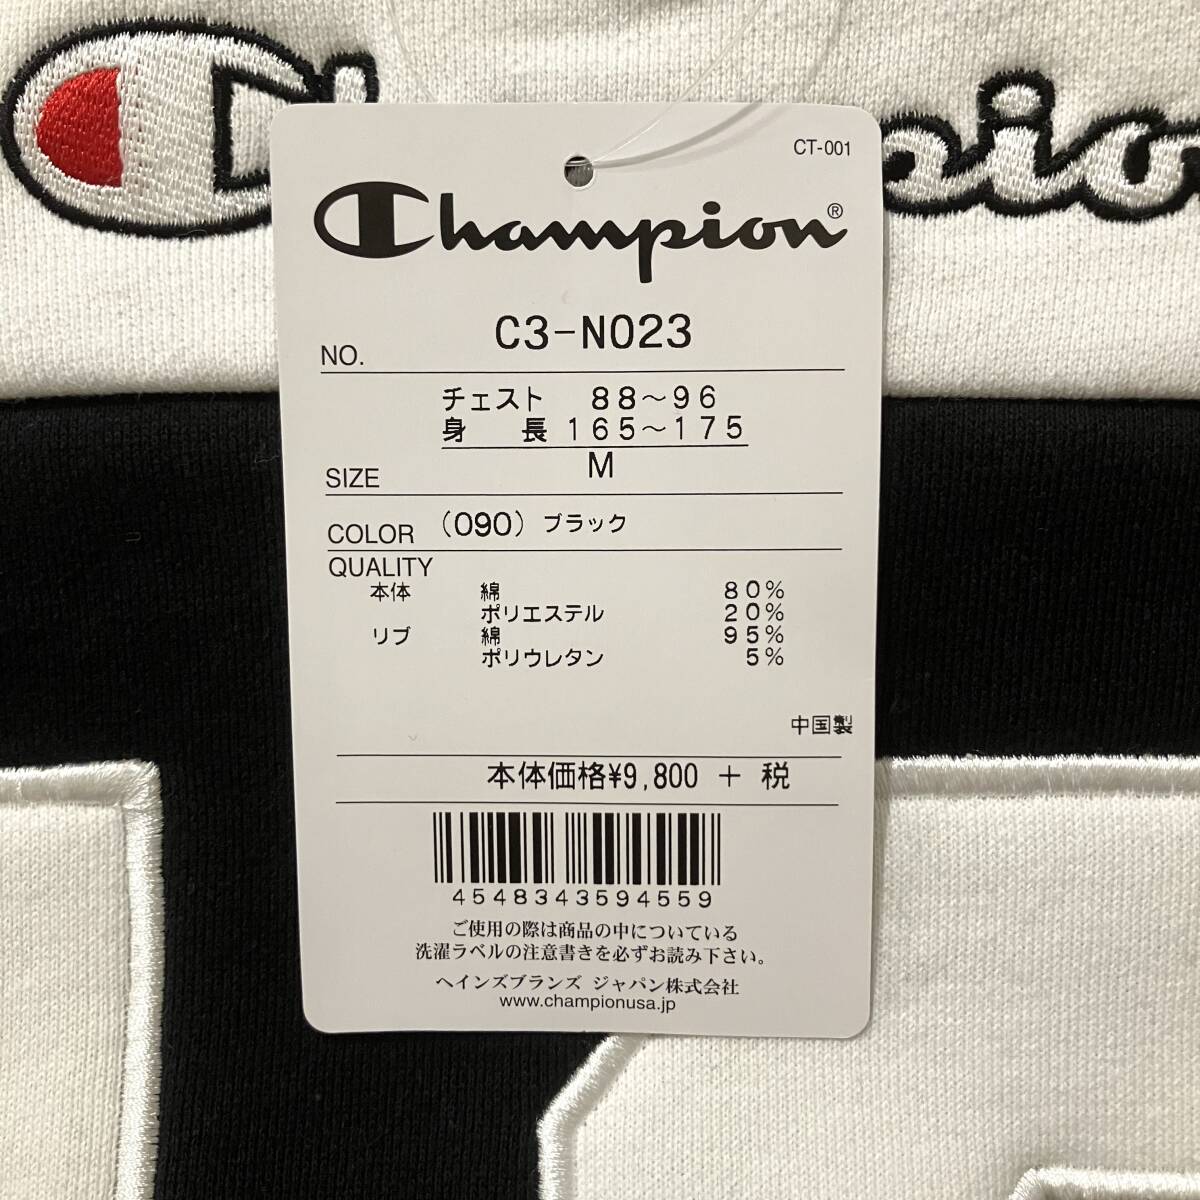 Champion
CT-001
Champion®
NO. C3-N023
チェスト 88～96
身 長 165～175
SIZE M
COLOR (090) ブラック
QUALITY
本体 綿 80%
ポリエステル 20%
リブ 綿 95%
ポリウレタン 5%
中国製
本体価格¥9,800 + 税
4548343594559
ご使用の際は商品の中についている
洗濯ラベルの注意書きを必ずお読み下さい。
ヘインズブランズ ジャパン株式会社
www.championusa.jp